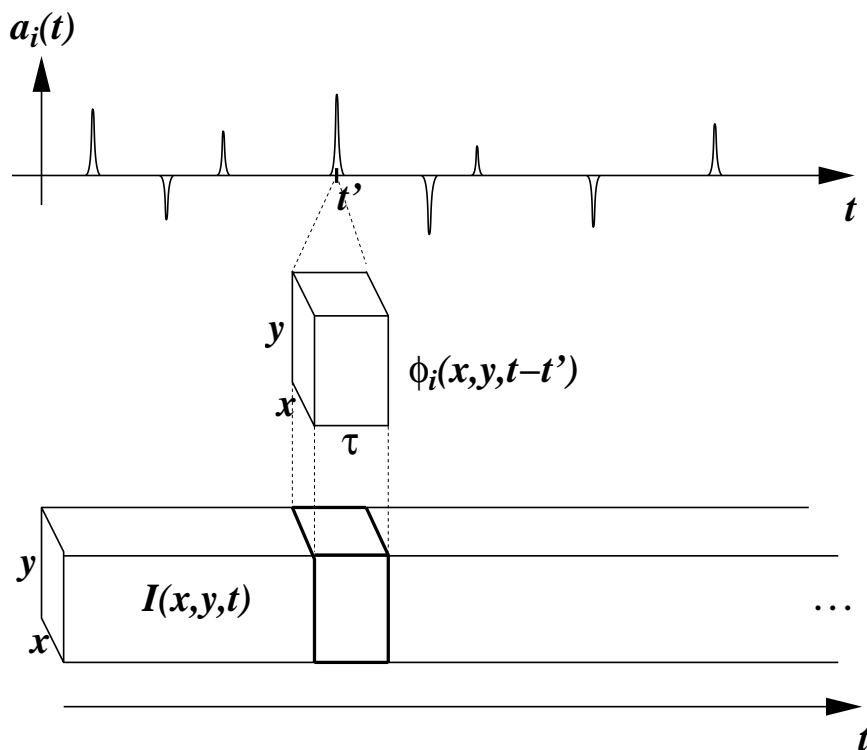 a_i(t)
t’
t
y
ϕ_i(x,y,t−t’)
x
τ
y
I(x,y,t)
...
x
t